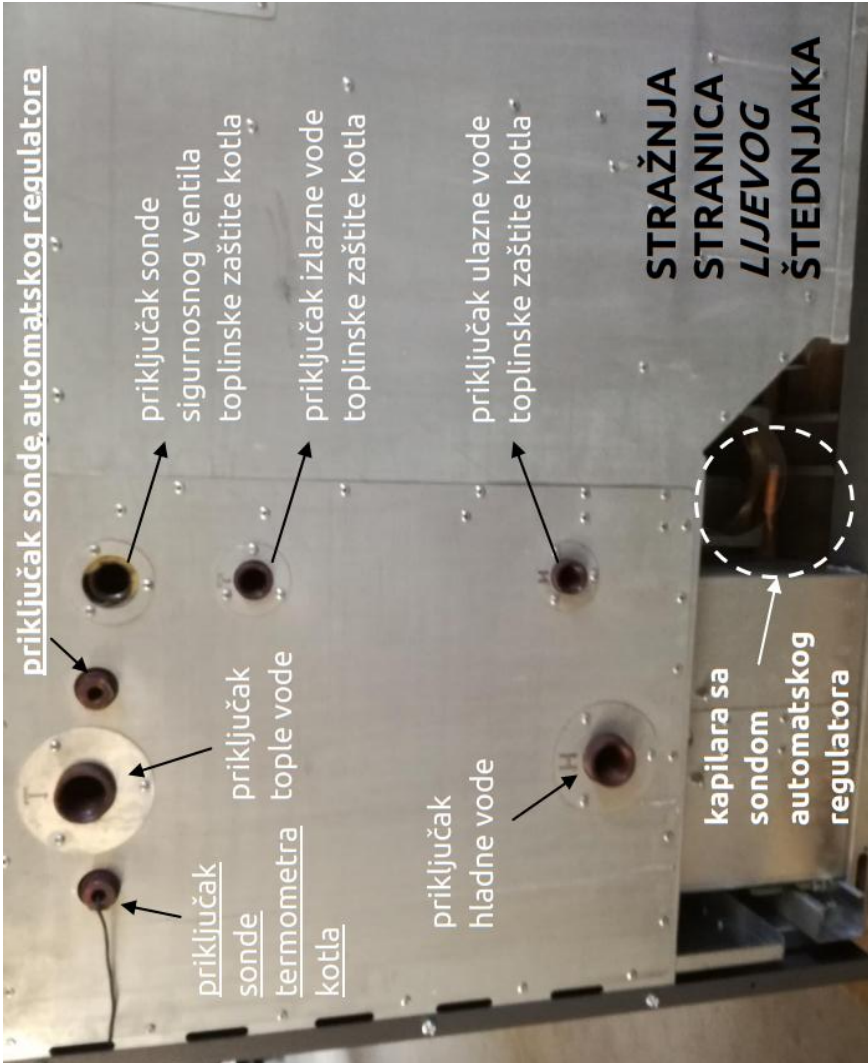 priključak sonde automatskog regulatora
T
priključak sonde
sigurnosnog ventila
toplinske zaštite kotla
priključak
sonde
termometra
kotla
priključak
tople vode
T
priključak izlazne vode
toplinske zaštite kotla
priključak
hladne vode
H
H
priključak ulazne vode
toplinske zaštite kotla
kapilara sa
sondom
automatskog
regulatora
STRAŽNJA
STRANICA
LIJEVOG
ŠTEDNJAKA